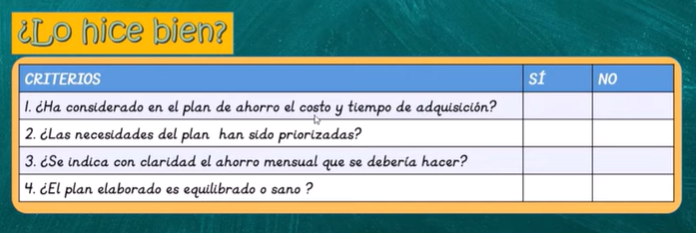 ¿Lo hice bien?
CRITERIOS SÍ NO
1. ¿Ha considerado en el plan de ahorro el costo y tiempo de adquisición?
2. ¿Las necesidades del plan han sido priorizadas?
3. ¿Se indica con claridad el ahorro mensual que se debería hacer?
4. ¿El plan elaborado es equilibrado o sano ?